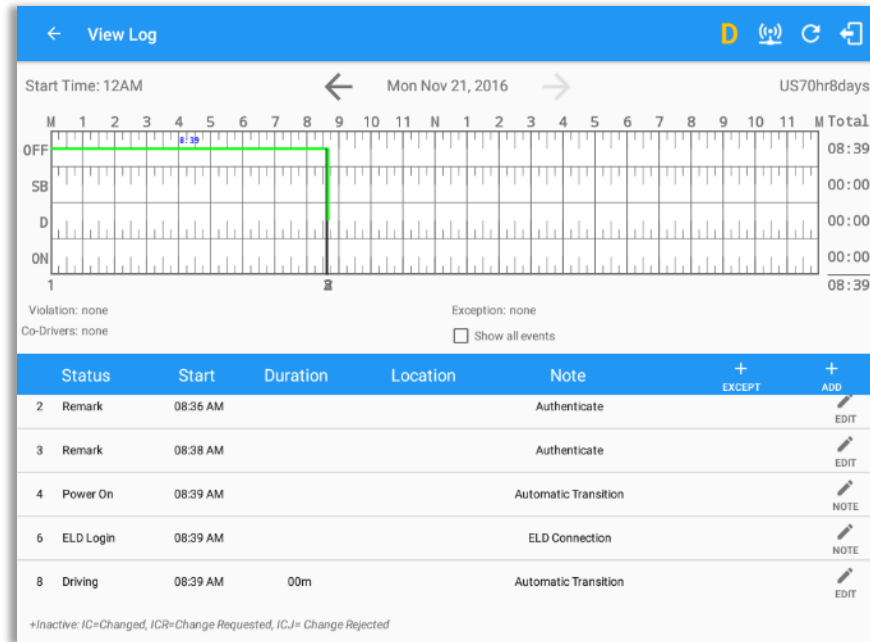 View Log
D
Start Time: 12AM
Mon Nov 21, 2016
US70hr8days
M 1 2 3 4 5 6 7 8 9 10 11 N 1 2 3 4 5 6 7 8 9 10 11 M Total
8:39
OFF 08:39
SB 00:00
D 00:00
ON 00:00
1 08:39
Violation: none
Exception: none
Co-Drivers: none
Show all events
Status Start Duration Location Note + EXCEPT + ADD
2 Remark 08:36 AM Authenticate EDIT
3 Remark 08:38 AM Authenticate EDIT
4 Power On 08:39 AM Automatic Transition NOTE
6 ELD Login 08:39 AM ELD Connection NOTE
8 Driving 08:39 AM 00m Automatic Transition EDIT
+Inactive: IC=Changed, ICR=Change Requested, ICJ= Change Rejected